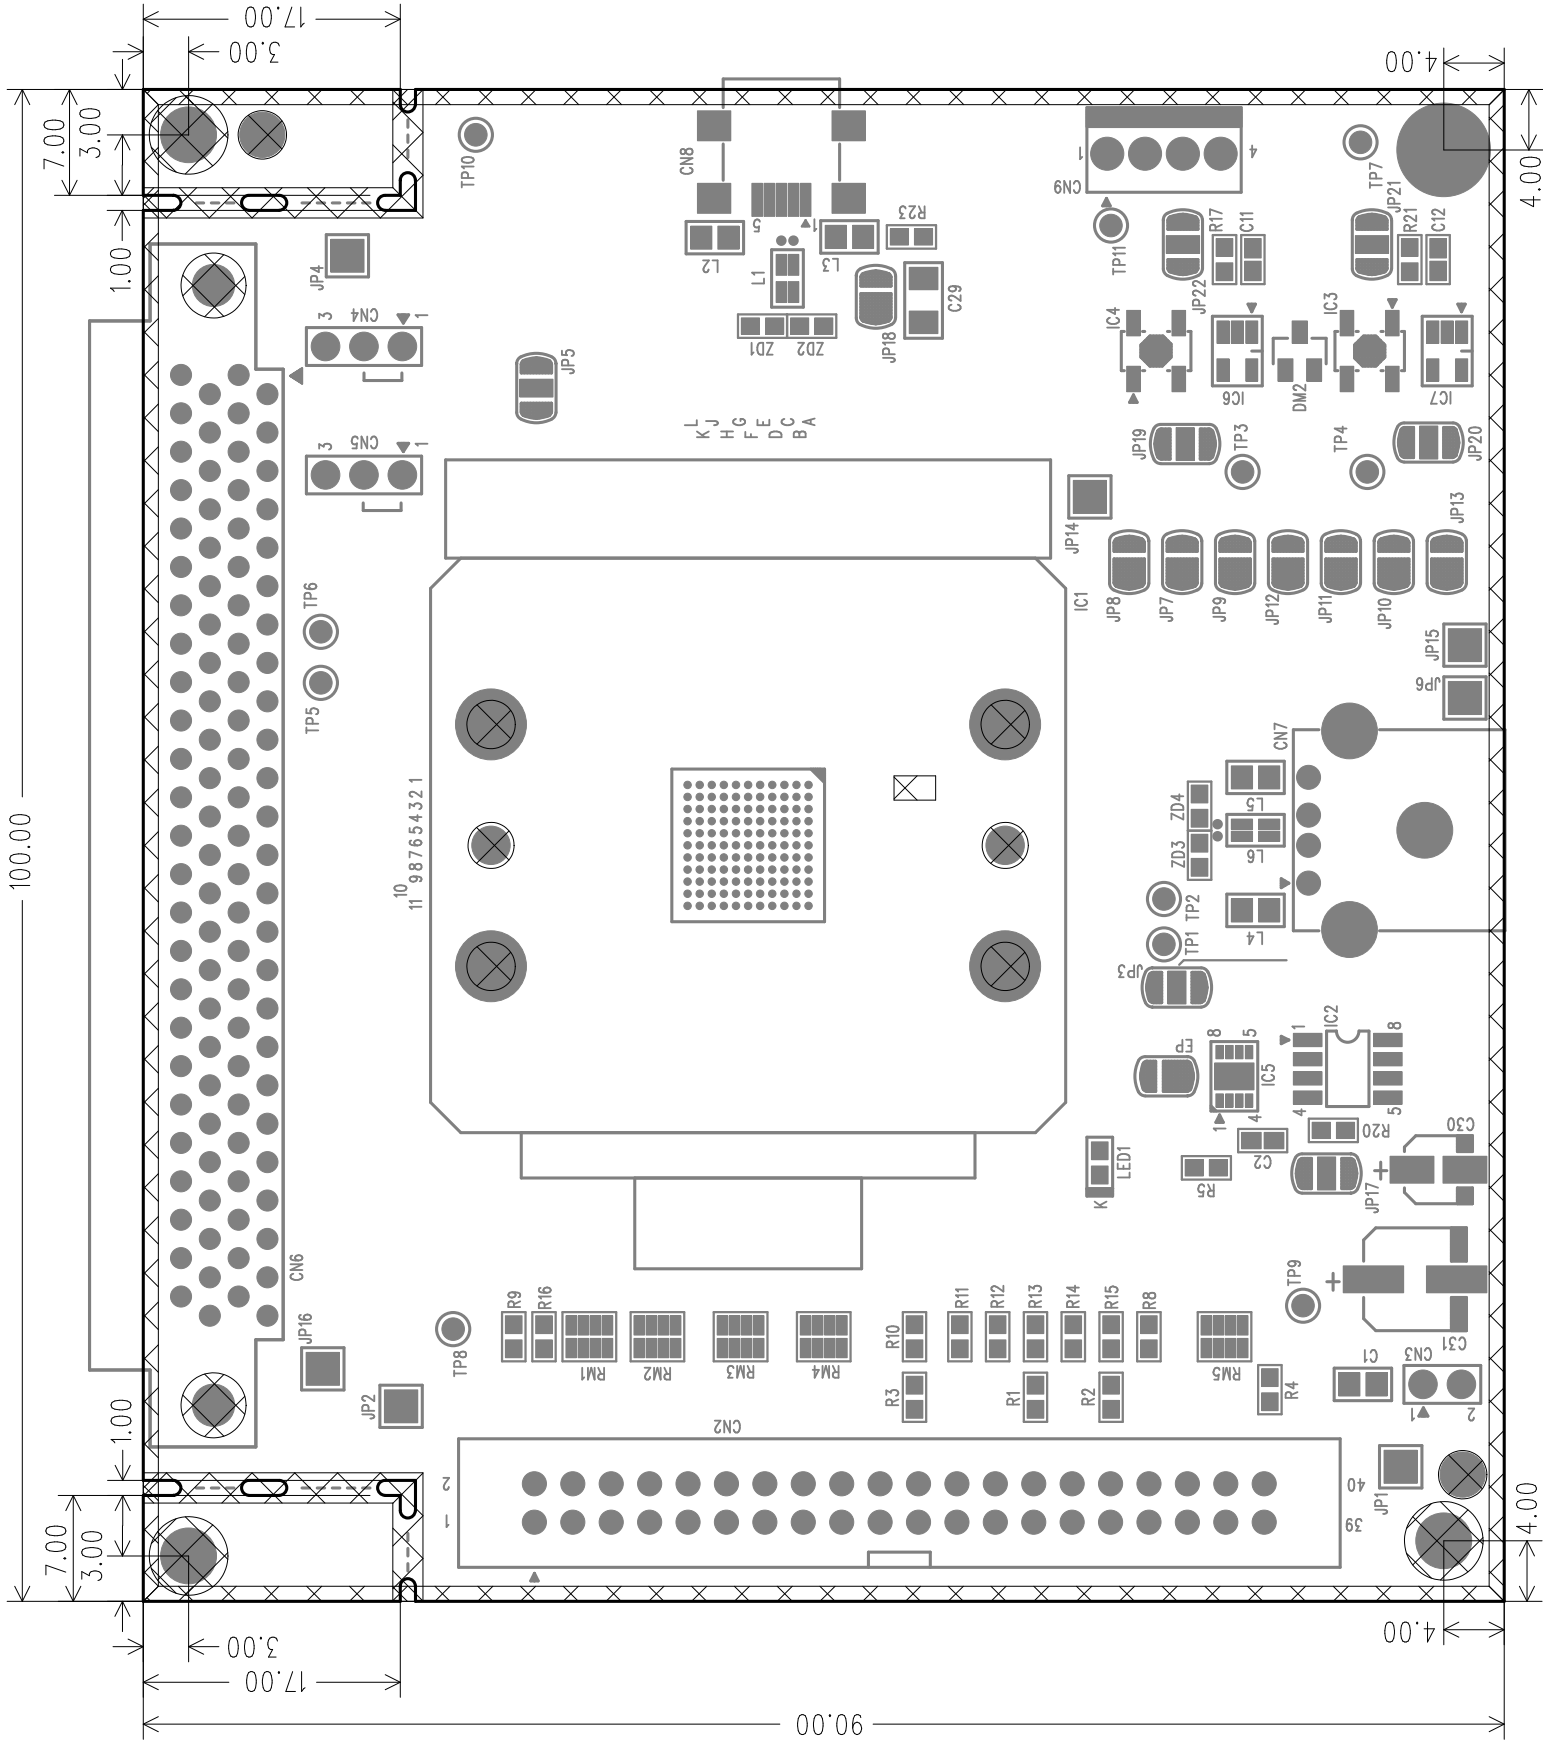 17.00
3.00
4.00
7.00
3.00
4.00
1.00
100.00
TP10
CN8
5
1
L2
L1
L3
R23
ZD1
ZD2
JP18
C29
1
4
CN9
TP11
TP7
JP21
R17
C11
R21
C12
JP22
IC4
IC3
IC6
DM2
IC7
JP4
3
CN4
1
JP5
3
CN5
1
L
K
J
H
G
F
E
D
C
B
A
JP19
TP3
TP4
JP20
JP14
JP13
IC1
JP8
JP7
JP9
JP12
JP11
JP10
JP15
JP6
TP6
TP5
11 10 9 8 7 6 5 4 3 2 1
CN7
ZD4
ZD3
L5
L6
L4
TP2
TP1
JP3
EP
8
5
IC5
1
4
IC2
1
8
4
5
C2
R20
R5
LED1
K
JP17
+
C30
TP9
+
C31
CN6
JP16
JP2
TP8
R9
R16
RM1
RM2
RM3
RM4
R10
R11
R12
R13
R14
R15
R8
RM5
R3
R1
R2
R4
C1
CN3
1
2
CN2
2
1
40
39
JP1
1.00
7.00
3.00
4.00
3.00
4.00
17.00
90.00